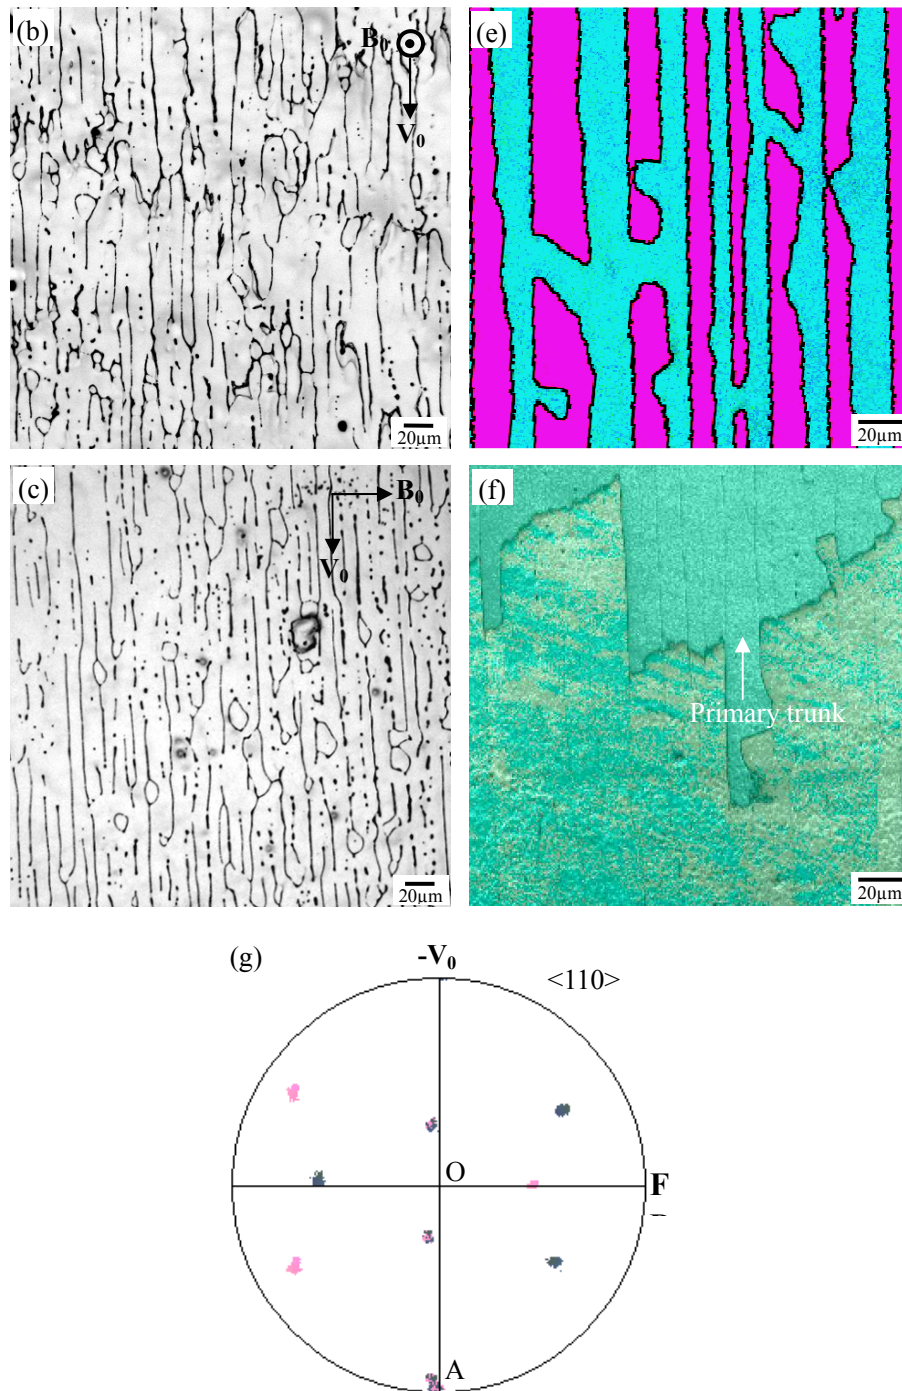 (b)
B₀
V₀
20µm
(e)
20µm
(c)
B₀
V₀
20µm
(f)
Primary trunk
20µm
(g)
-V₀
<110>
O
F
A